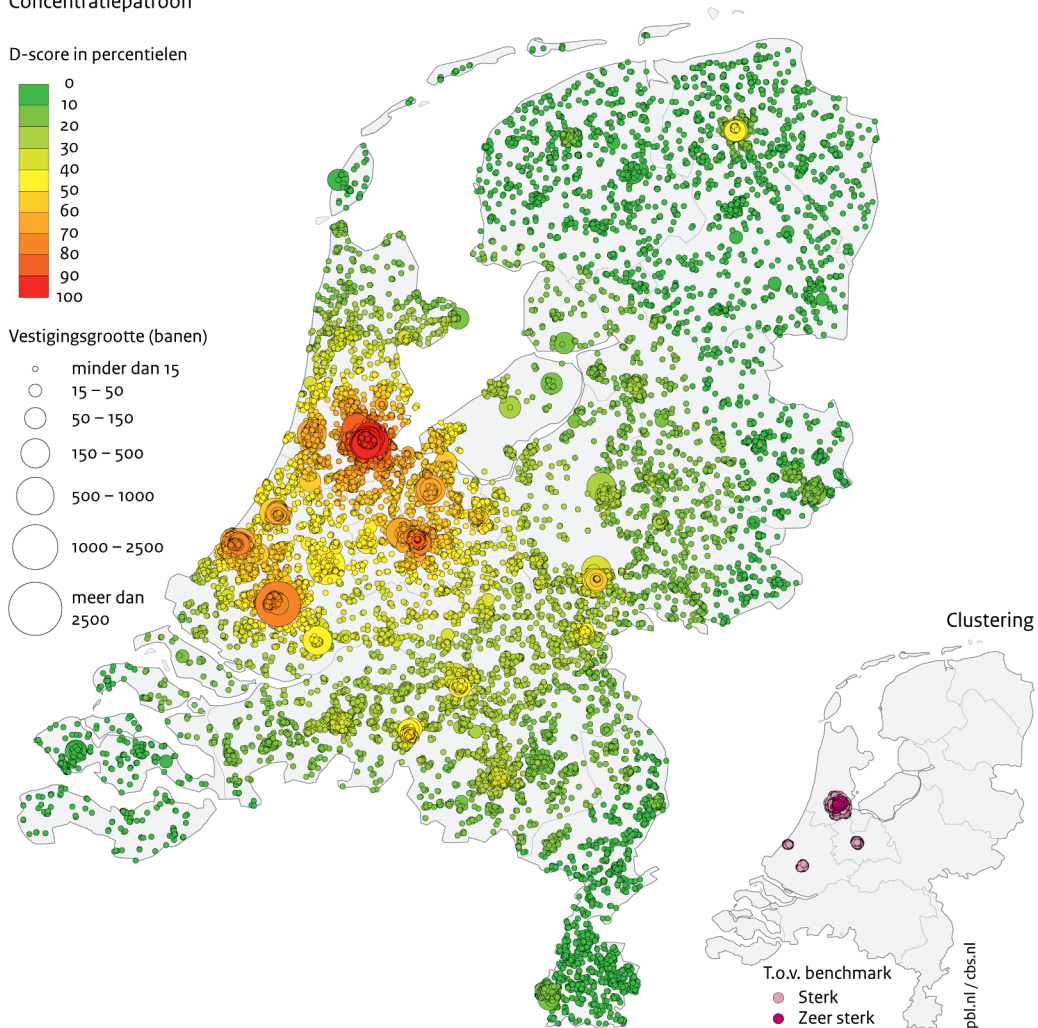 Concentratiepatroon
D-score in percentielen
0
10
20
30
40
50
60
70
80
90
100
Vestigingsgrootte (banen)
minder dan 15
15 – 50
50 – 150
150 – 500
500 – 1000
1000 – 2500
meer dan
2500
Clustering
T.o.v. benchmark
Sterk
Zeer sterk
pbl.nl / cbs.nl